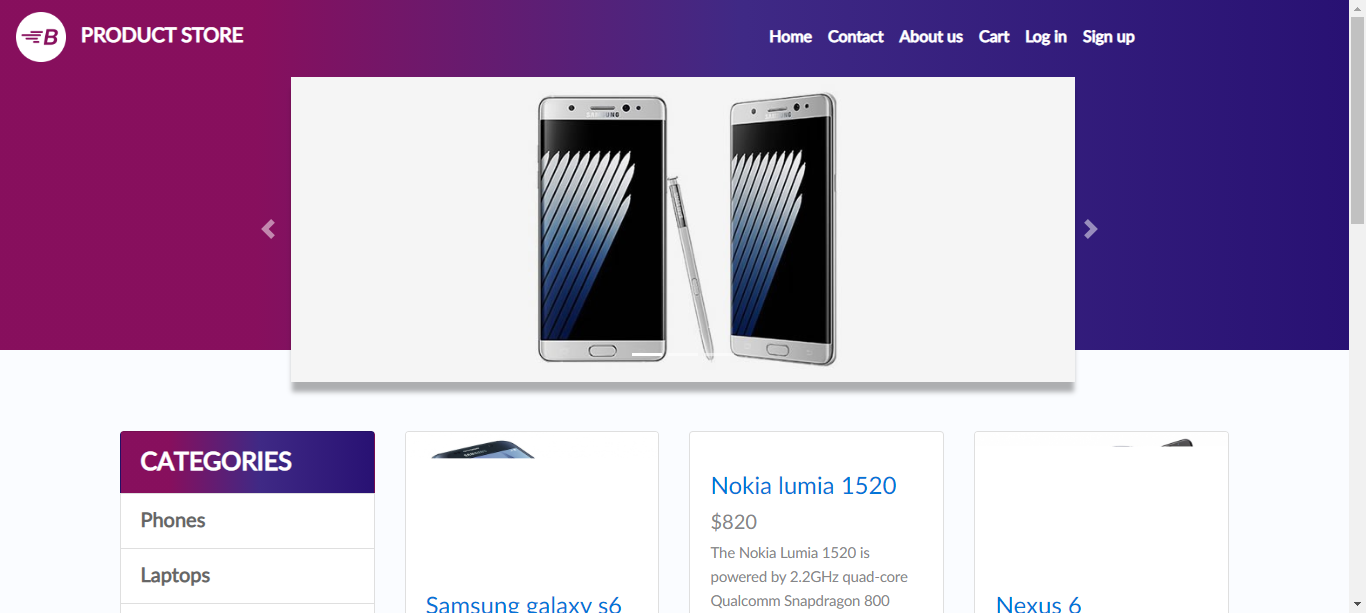 B PRODUCT STORE
Home Contact About us Cart Log in Sign up
SAMSUNG
SAMSUNG
CATEGORIES
Phones
Laptops
Samsung galaxy s6
Nokia lumia 1520
$820
The Nokia Lumia 1520 is
powered by 2.2GHz quad-core
Qualcomm Snapdragon 800
Nexus 6